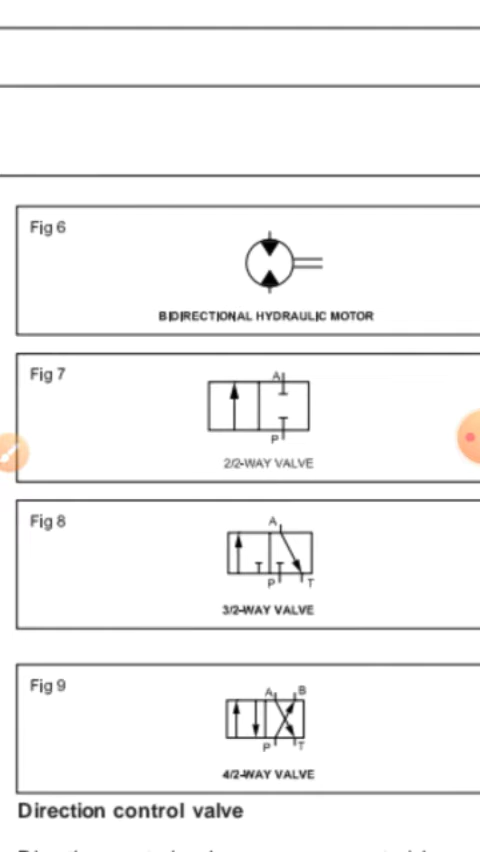 Fig 6
BIDIRECTIONAL HYDRAULIC MOTOR
Fig 7
A
P
2/2-WAY VALVE
Fig 8
A
P T
3/2-WAY VALVE
Fig 9
A B
P T
4/2-WAY VALVE
Direction control valve